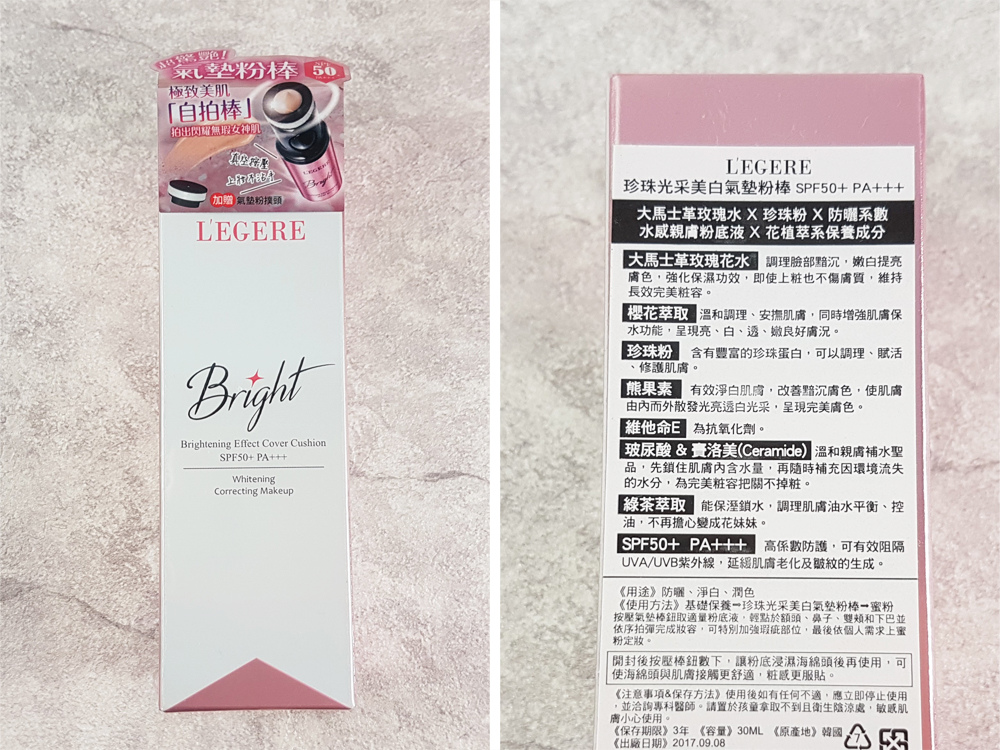 超驚艷!
氣墊粉棒
SPF
50
極致美肌
「自拍棒」
拍出閃耀無瑕女神肌
真空按壓
L'EGERE
Bright
加贈 氣墊粉撲頭
L'EGERE
Bright
Brightening Effect Cover Cushion
SPF50+ PA+++
Whitening
Correcting Makeup
L'EGERE
珍珠光采美白氣墊粉棒 SPF50+ PA+++
大馬士革玫瑰水 X 珍珠粉 X 防曬系數
水感親膚粉底液 X 花植萃系保養成分
大馬士革玫瑰花水 調理臉部黯沉，嫩白提亮
膚色，強化保濕功效，即使上粧也不傷膚質，維持
長效完美粧容。
櫻花萃取 溫和調理、安撫肌膚，同時增強肌膚保
水功能，呈現亮、白、透、嫩良好膚況。
珍珠粉 含有豐富的珍珠蛋白，可以調理、賦活
、修護肌膚。
熊果素 有效淨白肌膚，改善黯沉膚色，使肌膚
由內而外散發光亮透白光采，呈現完美膚色。
維他命E 為抗氧化劑。
玻尿酸 & 賽洛美(Ceramide) 溫和親膚補水聖
品，先鎖住肌膚內含水量，再隨時補充因環境流失
的水分，為完美粧容把關不掉粧。
綠茶萃取 能保溼鎖水，調理肌膚油水平衡、控
油，不再擔心變成花妹妹。
SPF50+ PA+++ 高係數防護，可有效阻隔
UVA/UVB紫外線，延緩肌膚老化及皺紋的生成。
《用途》防曬、淨白、潤色
《使用方法》基礎保養➡珍珠光采美白氣墊粉棒➡蜜粉
按壓氣墊棒鈕取適量粉底液，輕點於額頭、鼻子、雙頰和下巴並
依序拍彈完成妝容，可特別加強瑕疵部位，最後依個人需求上蜜
粉定妝。
開封後按壓棒鈕數下，讓粉底浸濕海綿頭後再使用，可
使海綿頭與肌膚接觸更舒適，粧感更服貼。
《注意事項&保存方法》使用後如有任何不適，應立即停止使用
，並洽詢專科醫師。請置於孩童拿取不到且衛生陰涼處，敏感肌
膚小心使用。
《保存期限》3年 《容量》30ML 《原產地》韓國
《出廠日期》2017.09.08
7